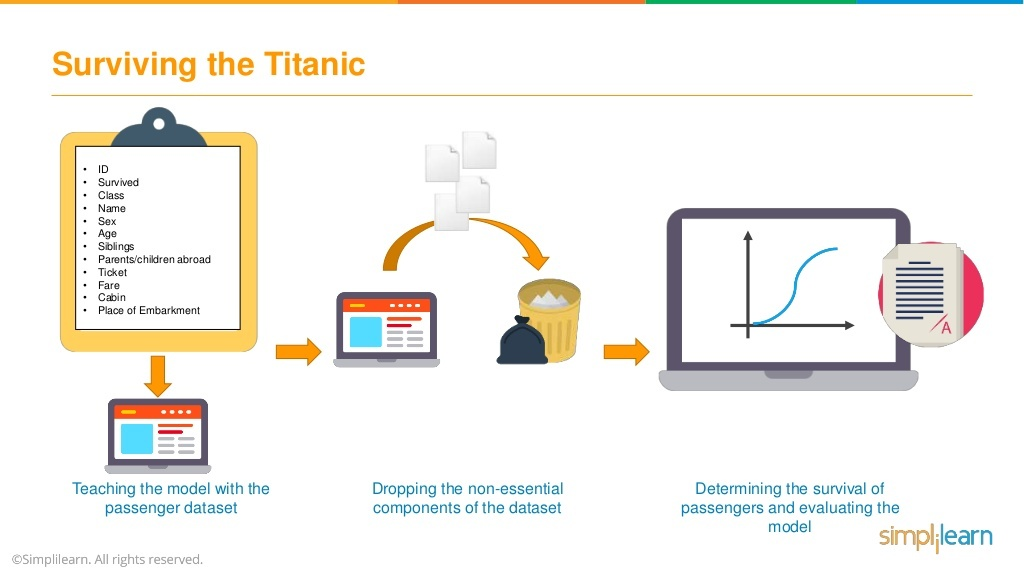 Surviving the Titanic
• ID
• Survived
• Class
• Name
• Sex
• Age
• Siblings
• Parents/children abroad
• Ticket
• Fare
• Cabin
• Place of Embarkment
A
Teaching the model with the
passenger dataset
Dropping the non-essential
components of the dataset
Determining the survival of
passengers and evaluating the
model
simplilearn
©Simplilearn. All rights reserved.